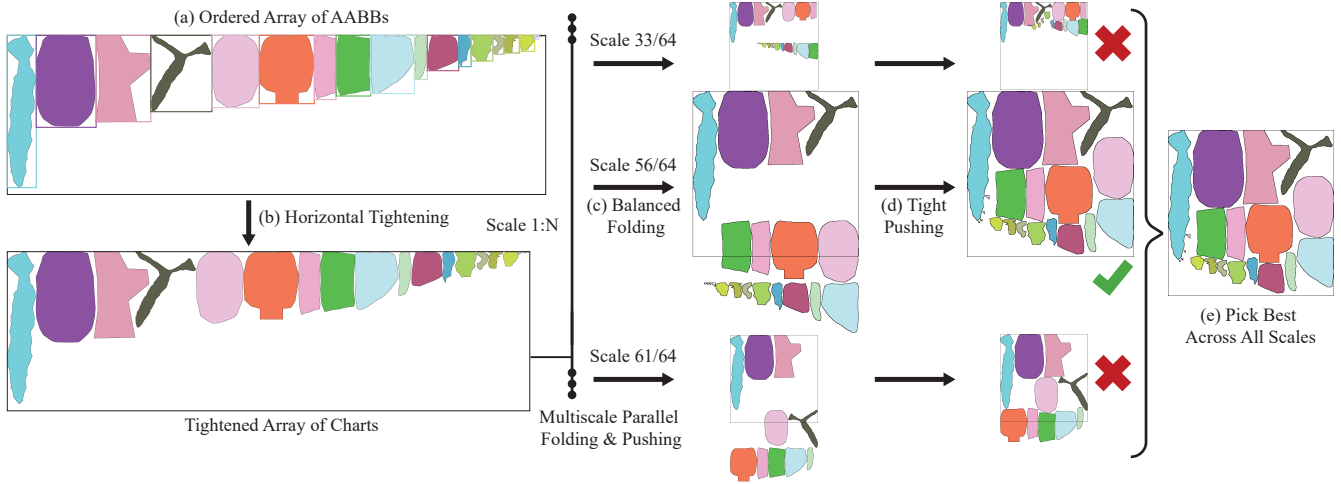 (a) Ordered Array of AABBs
(b) Horizontal Tightening
Tightened Array of Charts
Scale 1:N
Multiscale Parallel
Folding & Pushing
Scale 33/64
Scale 56/64
(c) Balanced
Folding
Scale 61/64
(d) Tight
Pushing
(e) Pick Best
Across All Scales